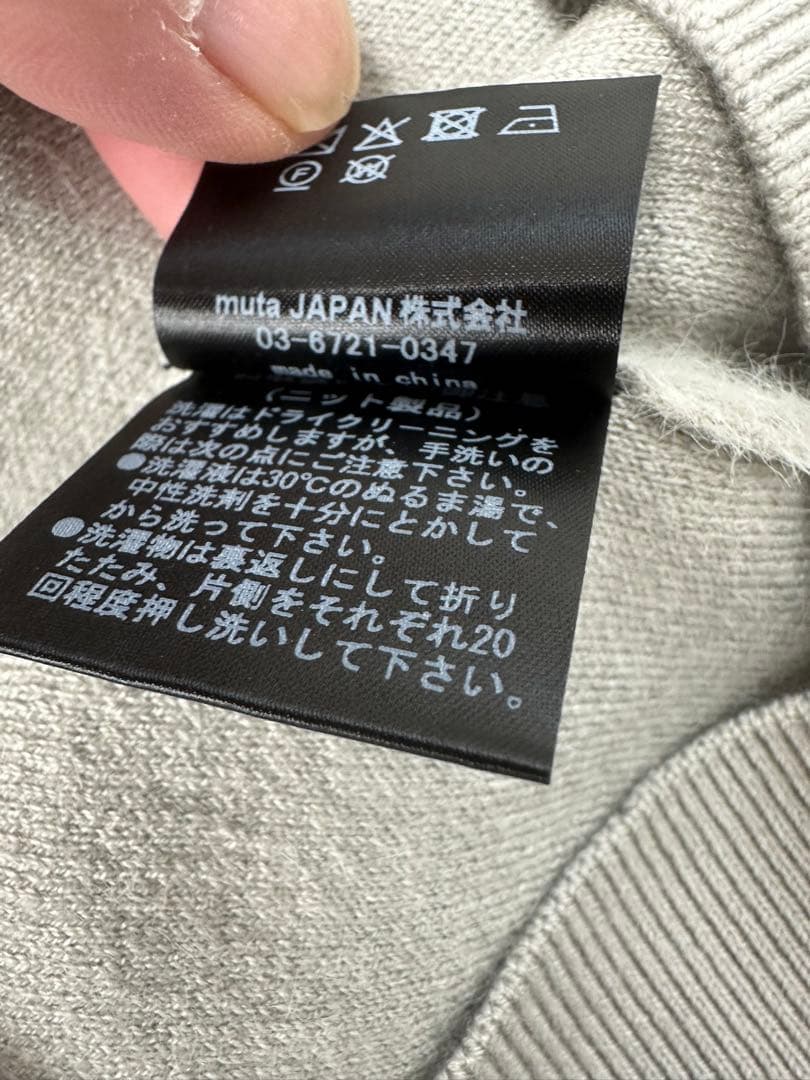 muta JAPAN 株式会社
03-6721-0347
made in china
(ニット製品)
洗濯はドライクリーニングを
おすすめしますが、手洗いの
際は次の点にご注意下さい。
●洗濯液は30℃のぬるま湯で、
中性洗剤を十分にとかして
から洗って下さい。
●洗濯物は裏返しにして折り
たたみ、片側をそれぞれ20
回程度押し洗いして下さい。